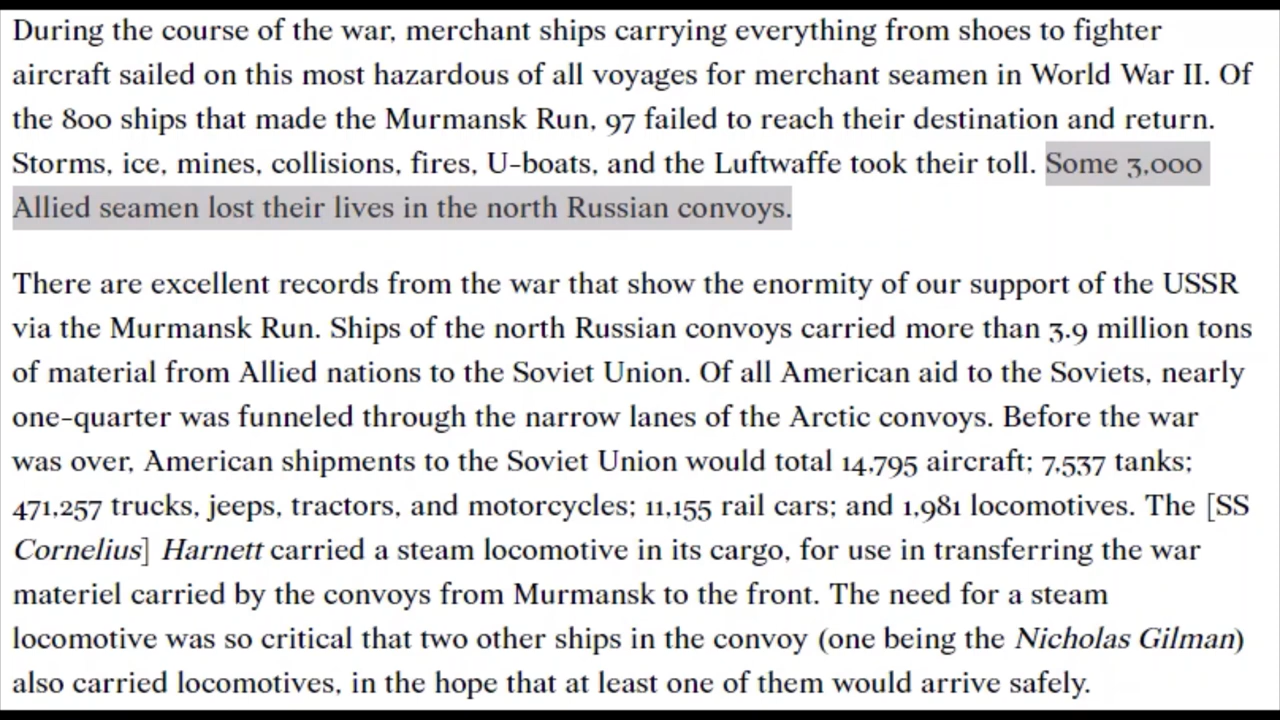 During the course of the war, merchant ships carrying everything from shoes to fighter
aircraft sailed on this most hazardous of all voyages for merchant seamen in World War II. Of
the 800 ships that made the Murmansk Run, 97 failed to reach their destination and return.
Storms, ice, mines, collisions, fires, U-boats, and the Luftwaffe took their toll. Some 3,000
Allied seamen lost their lives in the north Russian convoys.
There are excellent records from the war that show the enormity of our support of the USSR
via the Murmansk Run. Ships of the north Russian convoys carried more than 3.9 million tons
of material from Allied nations to the Soviet Union. Of all American aid to the Soviets, nearly
one-quarter was funneled through the narrow lanes of the Arctic convoys. Before the war
was over, American shipments to the Soviet Union would total 14,795 aircraft; 7,537 tanks;
471,257 trucks, jeeps, tractors, and motorcycles; 11,155 rail cars; and 1,981 locomotives. The [SS
Cornelius] Harnett carried a steam locomotive in its cargo, for use in transferring the war
materiel carried by the convoys from Murmansk to the front. The need for a steam
locomotive was so critical that two other ships in the convoy (one being the Nicholas Gilman)
also carried locomotives, in the hope that at least one of them would arrive safely.